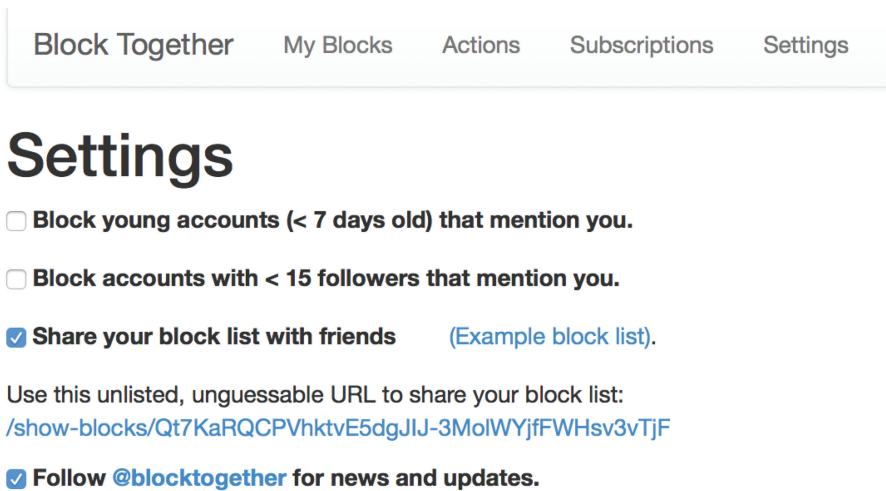 Block Together My Blocks Actions Subscriptions Settings
Settings
Block young accounts (< 7 days old) that mention you.
Block accounts with < 15 followers that mention you.
Share your block list with friends (Example block list).
Use this unlisted, unguessable URL to share your block list:
/show-blocks/Qt7KaRQCPVhktvE5dgJIJ-3MolWYjfFWHsv3vTjF
Follow @blocktogether for news and updates.